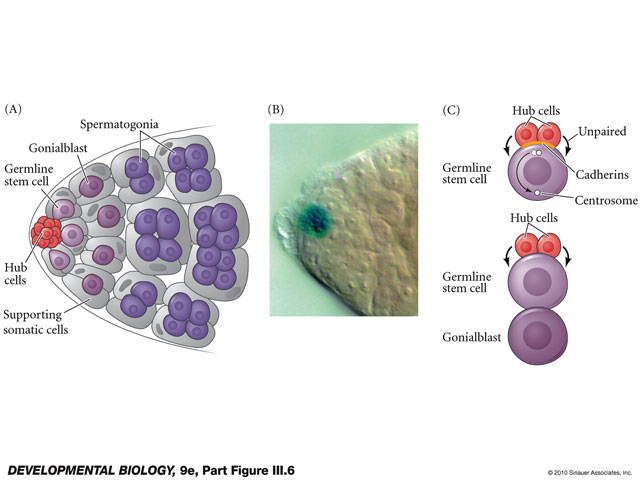 (A)
Spermatogonia
Gonialblast
Germline
stem cell
Hub
cells
Supporting
somatic cells
(B)
(C)
Hub cells
Unpaired
Germline
stem cell
Cadherins
Centrosome
Hub cells
Germline
stem cell
Gonialblast
DEVELOPMENTAL BIOLOGY, 9e, Part Figure III.6
© 2010 Sinauer Associates, Inc.